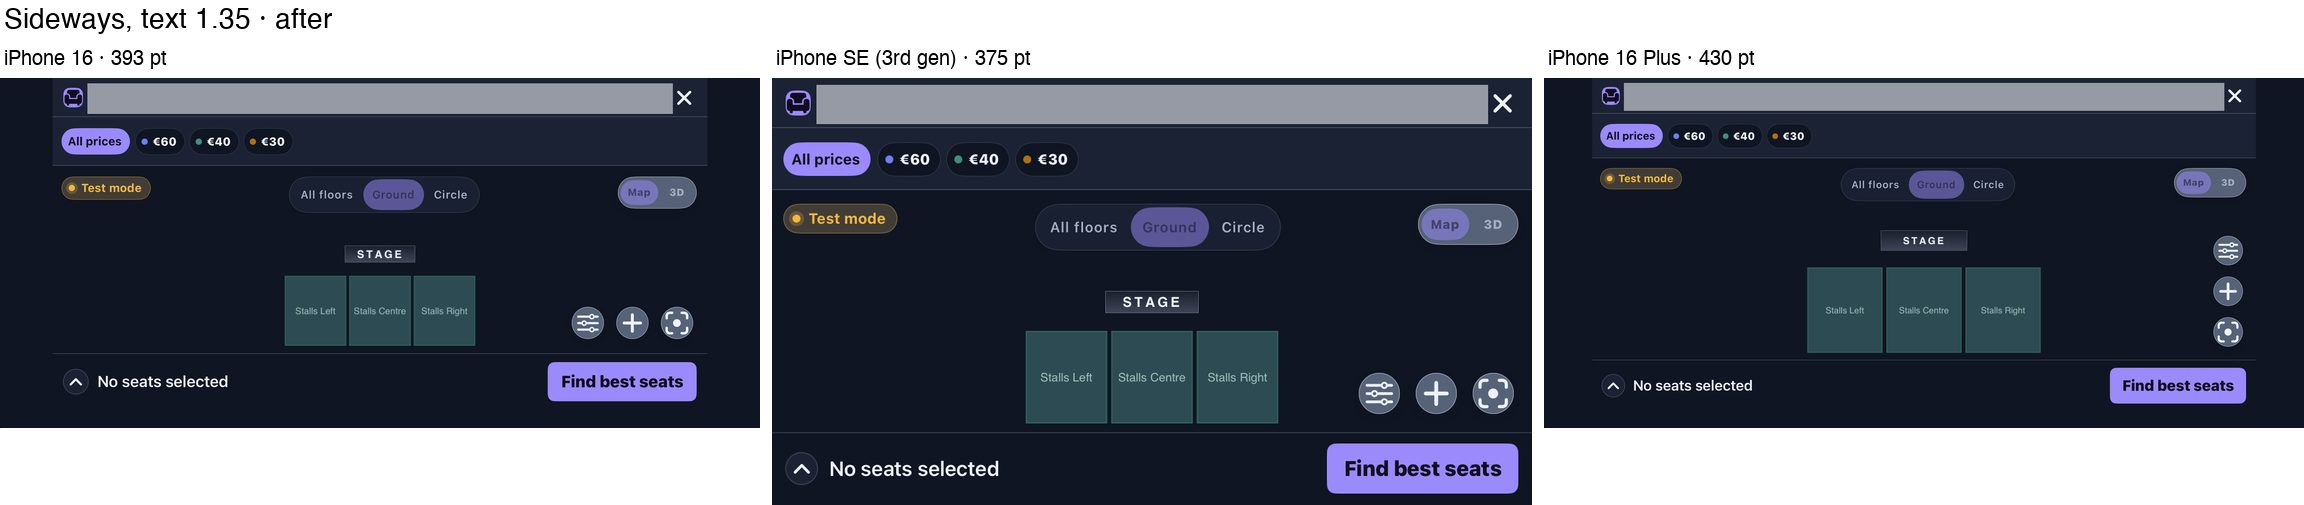 Sideways, text 1.35 · after
iPhone 16 · 393 pt
All prices
€60
€40
€30
Test mode
All floors
Ground
Circle
Map
3D
STAGE
Stalls Left
Stalls Centre
Stalls Right
No seats selected
Find best seats
iPhone SE (3rd gen) · 375 pt
All prices
€60
€40
€30
Test mode
All floors
Ground
Circle
Map
3D
STAGE
Stalls Left
Stalls Centre
Stalls Right
No seats selected
Find best seats
iPhone 16 Plus · 430 pt
All prices
€60
€40
€30
Test mode
All floors
Ground
Circle
Map
3D
STAGE
Stalls Left
Stalls Centre
Stalls Right
No seats selected
Find best seats